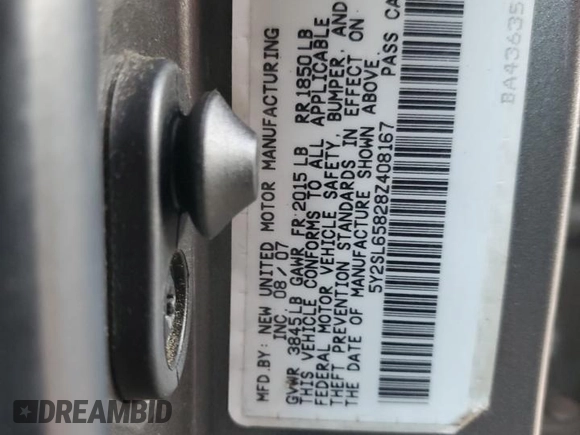 MFD.BY: NEW UNITED MOTOR MANUFACTURING
INC. 08/07
GVWR 3845LB GAWR FR 2015LB RR 1850LB
THIS VEHICLE CONFORMS TO ALL APPLICABLE
FEDERAL MOTOR VEHICLE SAFETY, BUMPER, AND
THEFT PREVENTION STANDARDS IN EFFECT ON
THE DATE OF MANUFACTURE SHOWN ABOVE.
5Y2SL65828Z408167 PASS CA
BA43635
DREAMBID